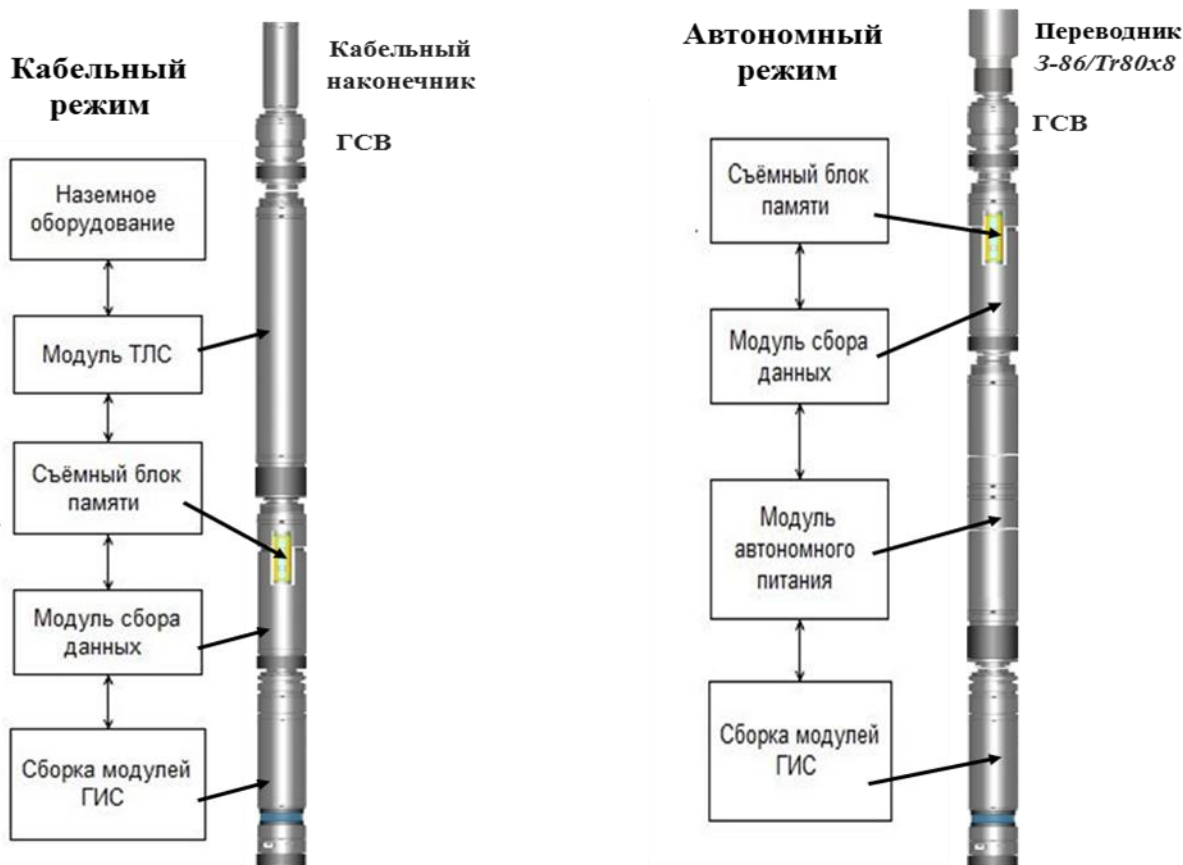 Кабельный
режим
Кабельный
наконечник
ГСВ
Наземное
оборудование
Модуль ТЛС
Съёмный блок
памяти
Модуль сбора
данных
Сборка модулей
ГИС
Автономный
режим
Переводник
З-86/Tr80x8
ГСВ
Съёмный блок
памяти
Модуль сбора
данных
Модуль
автономного
питания
Сборка модулей
ГИС